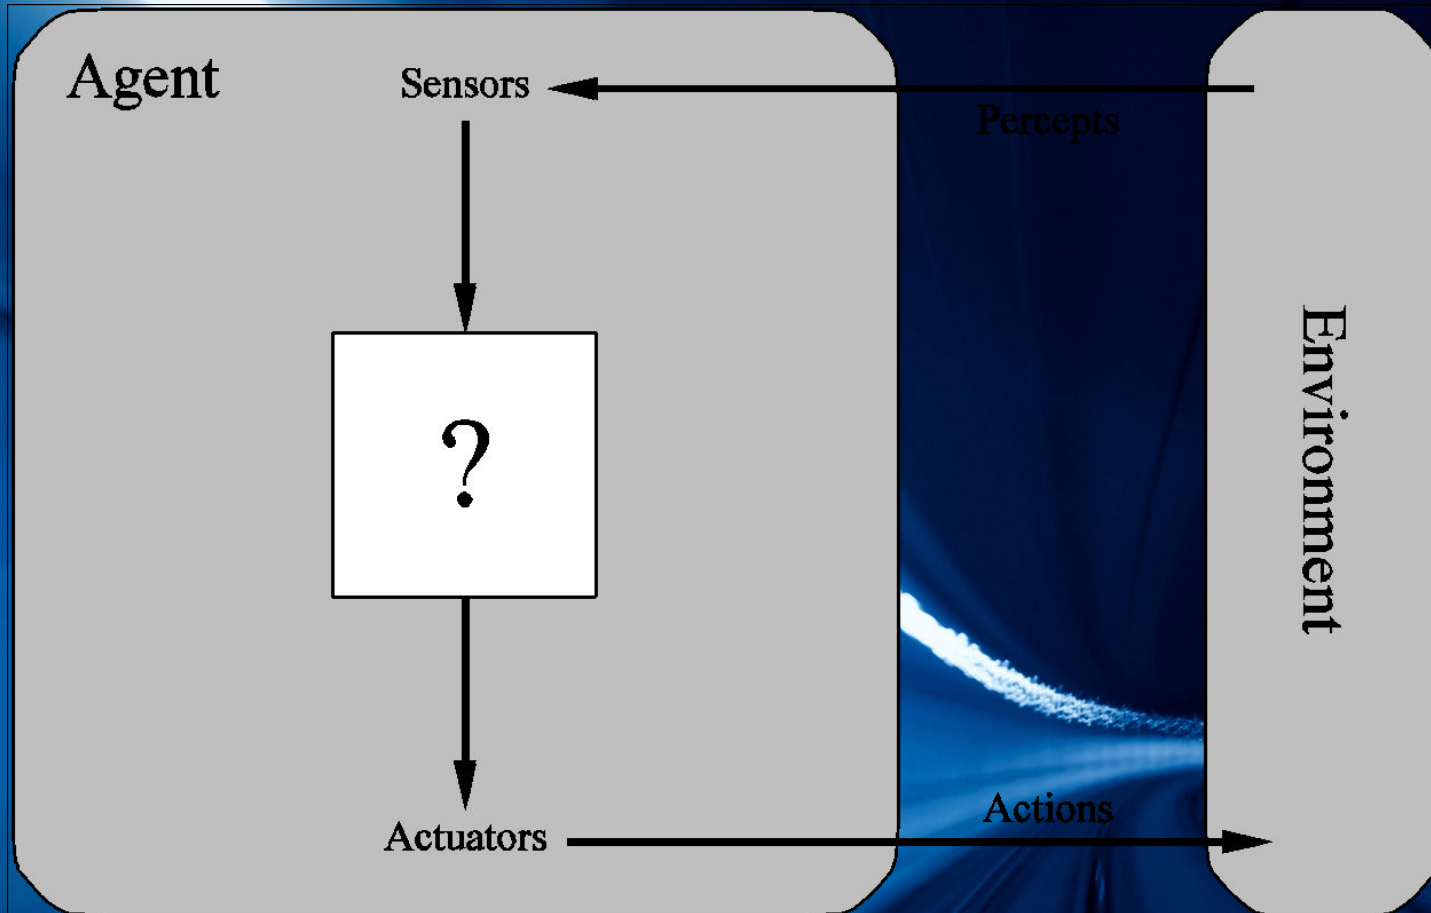 Agent
Sensors
Percepts
?
Environment
Actions
Actuators